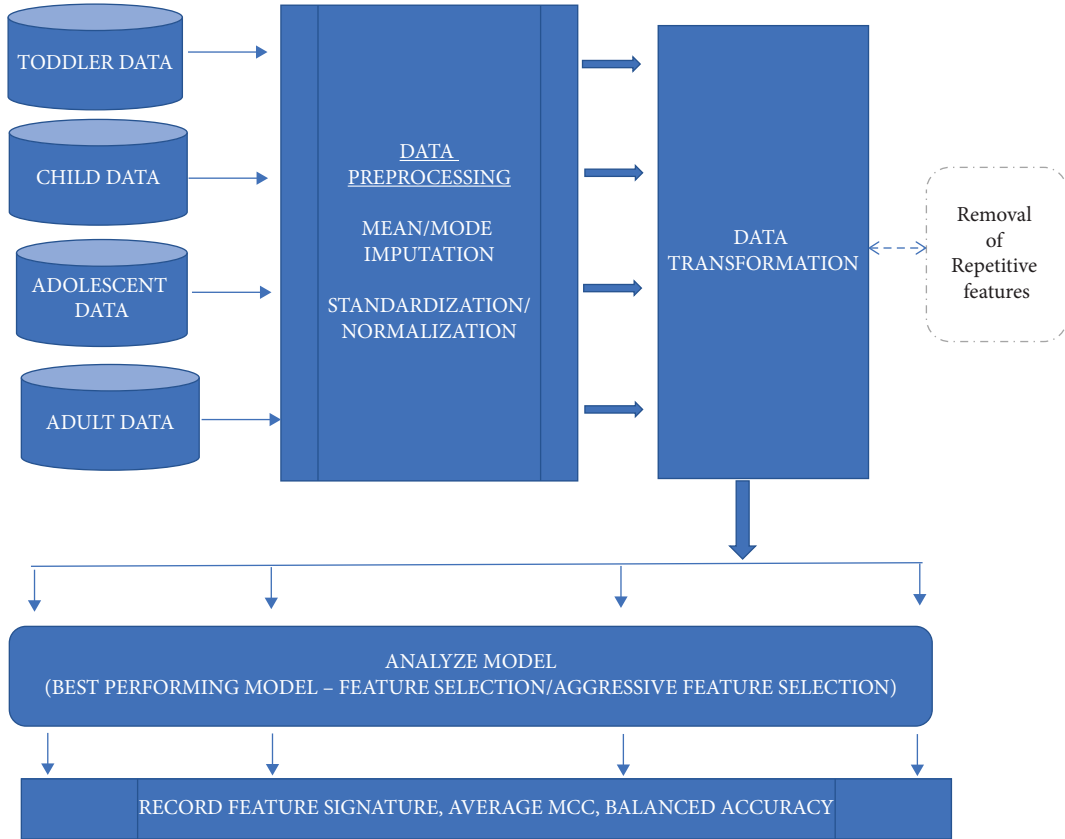 TODDLER DATA
CHILD DATA
ADOLESCENT
DATA
ADULT DATA
DATA
PREPROCESSING
MEAN/MODE
IMPUTATION
STANDARDIZATION/
NORMALIZATION
DATA
TRANSFORMATION
Removal
of
Repetitive
features
ANALYZE MODEL
(BEST PERFORMING MODEL – FEATURE SELECTION/AGGRESSIVE FEATURE SELECTION)
RECORD FEATURE SIGNATURE, AVERAGE MCC, BALANCED ACCURACY